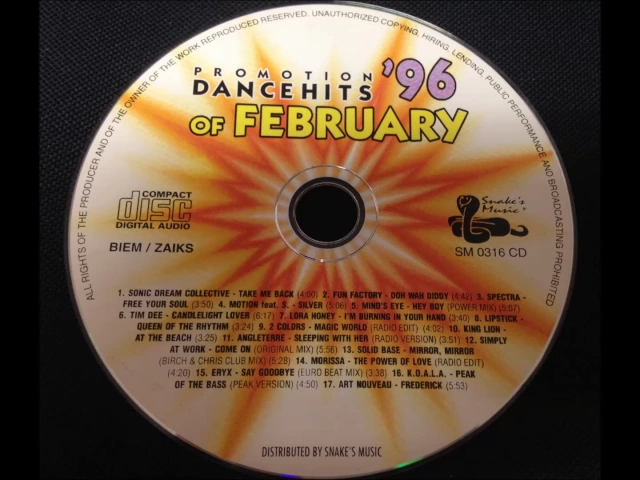 ALL RIGHTS OF THE PRODUCER AND OF THE OWNER OF THE WORK REPRODUCED RESERVED. UNAUTHORIZED COPYING, HIRING, LENDING, PUBLIC PERFORMANCE AND BROADCASTING PROHIBITED
PROMOTION '96
DANCEHITS
OF FEBRUARY
COMPACT
disc
DIGITAL AUDIO
BIEM / ZAIKS
Snake's
Music
SM 0316 CD
1. SONIC DREAM COLLECTIVE - TAKE ME BACK (4:00) 2. FUN FACTORY - DOH WAH DIDDY (4:42) 3. SPECTRA -
FREE YOUR SOUL (3:50) 4. MOTION feat. S. - SILVER (5:06) 5. MIND'S EYE - HEY BOY (POWER MIX) (5:07)
6. TIM DEE - CANDLELIGHT LOVER (6:17) 7. LORA HONEY - I'M BURNING IN YOUR HAND (3:40) 8. LIPSTICK -
QUEEN OF THE RHYTHM (3:24) 9. 2 COLORS - MAGIC WORLD (RADIO EDIT) (4:02) 10. KING LION -
AT THE BEACH (3:25) 11. ANGLETERRE - SLEEPING WITH HER (RADIO VERSION) (3:51) 12. SIMPLY
AT WORK - COME ON (ORIGINAL MIX) (5:56) 13. SOLID BASE - MIRROR, MIRROR
(BIRCH & CHRIS CLUB MIX) (5:28) 14. MORISSA - THE POWER OF LOVE (RADIO EDIT)
(4:20) 15. ERYX - SAY GOODBYE (EURO BEAT MIX) (3:38) 16. K.O.A.L.A. - PEAK
OF THE BASS (PEAK VERSION) (4:50) 17. ART NOUVEAU - FREDERICK (5:53)
DISTRIBUTED BY SNAKE'S MUSIC